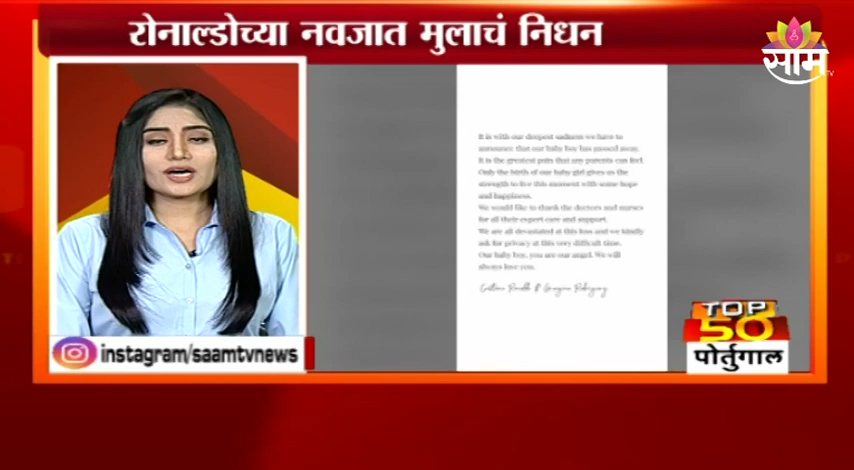 रोनाल्डोच्या नवजात मुलाचं निधन
साम TV
It is with our deepest sadness we have to
announce that our baby boy has passed away.
It is the greatest pain that any parents can feel.
Only the birth of our baby girl gives us the
strength to live this moment with some hope
and happiness.
We would like to thank the doctors and nurses
for all their expert care and support.
We are all devastated at this loss and we kindly
ask for privacy at this very difficult time.
Our baby boy, you are our angel. We will
always love you.
TOP
50
instagram/saamtvnews
पोर्तुगाल